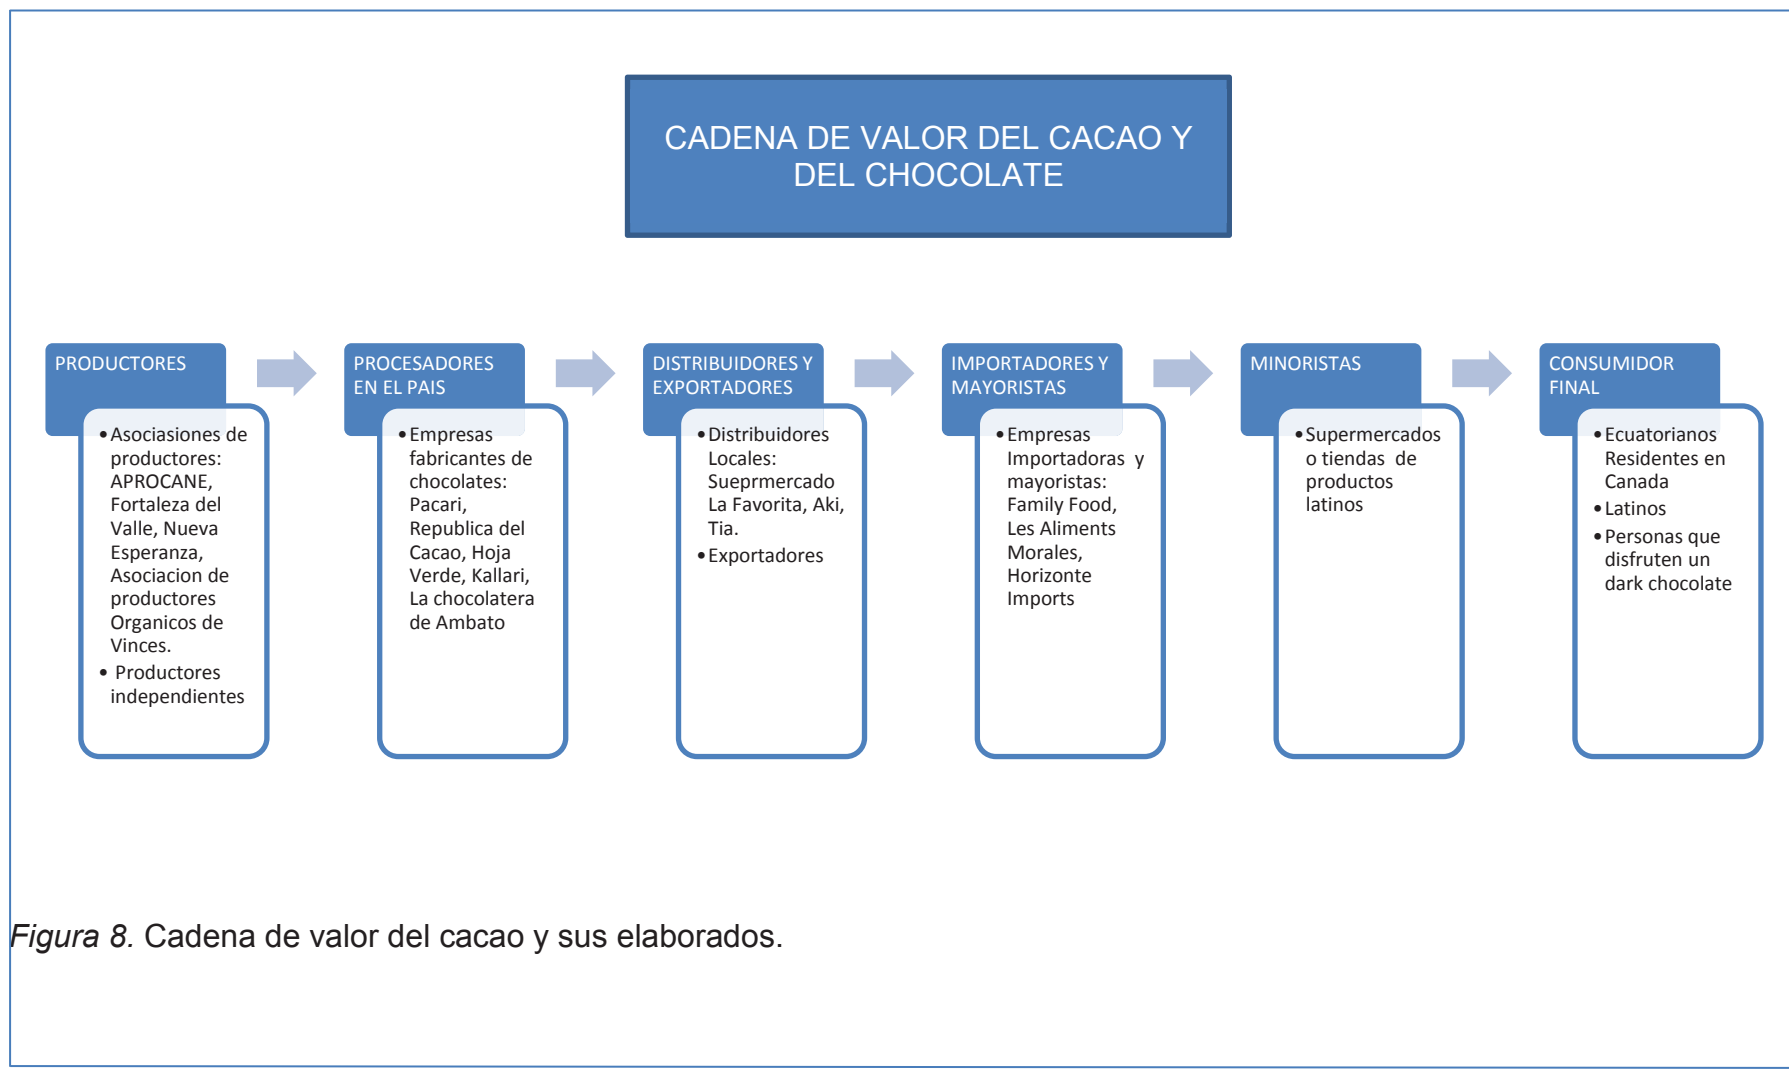 CADENA DE VALOR DEL CACAO Y
DEL CHOCOLATE
PRODUCTORES
•Asociasiones de
productores:
APROCANE,
Fortaleza del
Valle, Nueva
Esperanza,
Asociacion de
productores
Organicos de
Vinces.
• Productores
independientes
PROCESADORES
EN EL PAIS
•Empresas
fabricantes de
chocolates:
Pacari,
Republica del
Cacao, Hoja
Verde, Kallari,
La chocolatera
de Ambato
DISTRIBUIDORES Y
EXPORTADORES
•Distribuidores
Locales:
Sueprmercado
La Favorita, Aki,
Tia.
•Exportadores
IMPORTADORES Y
MAYORISTAS
•Empresas
Importadoras y
mayoristas:
Family Food,
Les Aliments
Morales,
Horizonte
Imports
MINORISTAS
•Supermercados
o tiendas de
productos
latinos
CONSUMIDOR
FINAL
•Ecuatorianos
Residentes en
Canada
•Latinos
•Personas que
disfruten un
dark chocolate
Figura 8. Cadena de valor del cacao y sus elaborados.